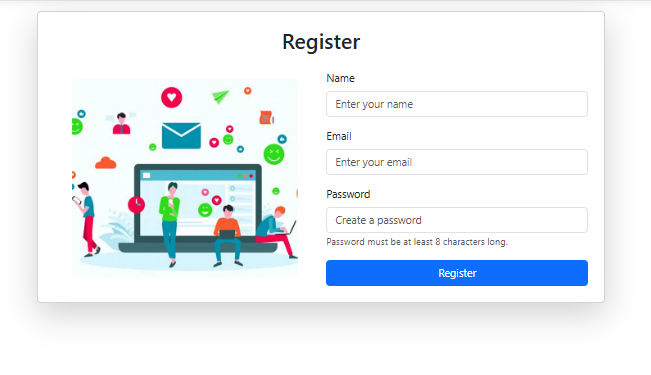 Register
Name
Enter your name
Email
Enter your email
Password
Create a password
Password must be at least 8 characters long.
Register